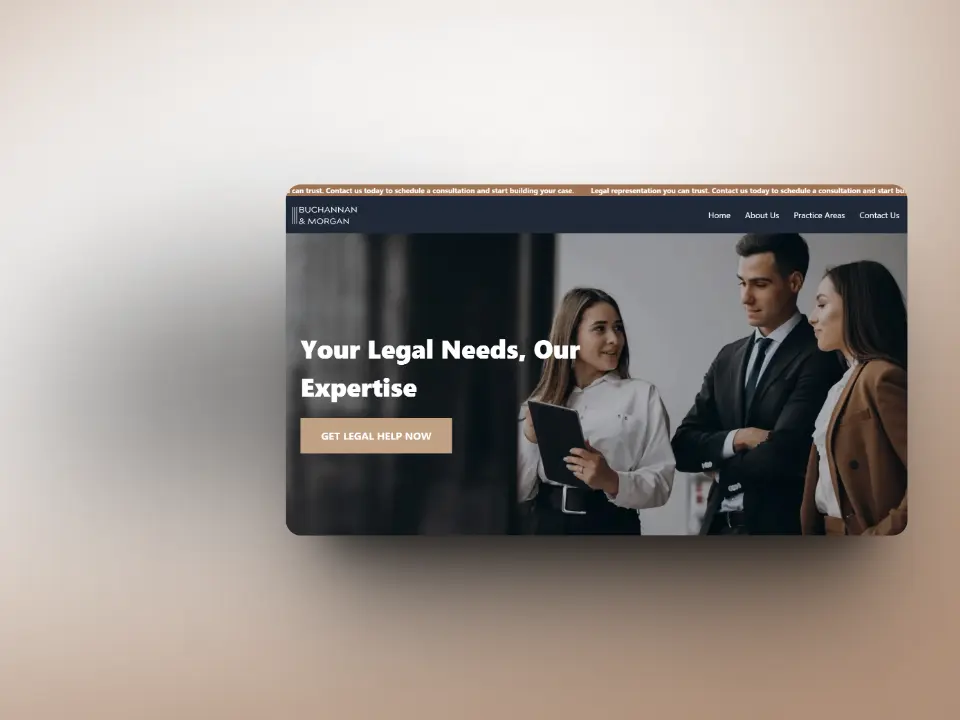 can trust. Contact us today to schedule a consultation and start building your case. Legal representation you can trust. Contact us today to schedule a consultation and start
BUCHANNAN
& MORGAN
Home About Us Practice Areas Contact Us
Your Legal Needs, Our
Expertise
GET LEGAL HELP NOW